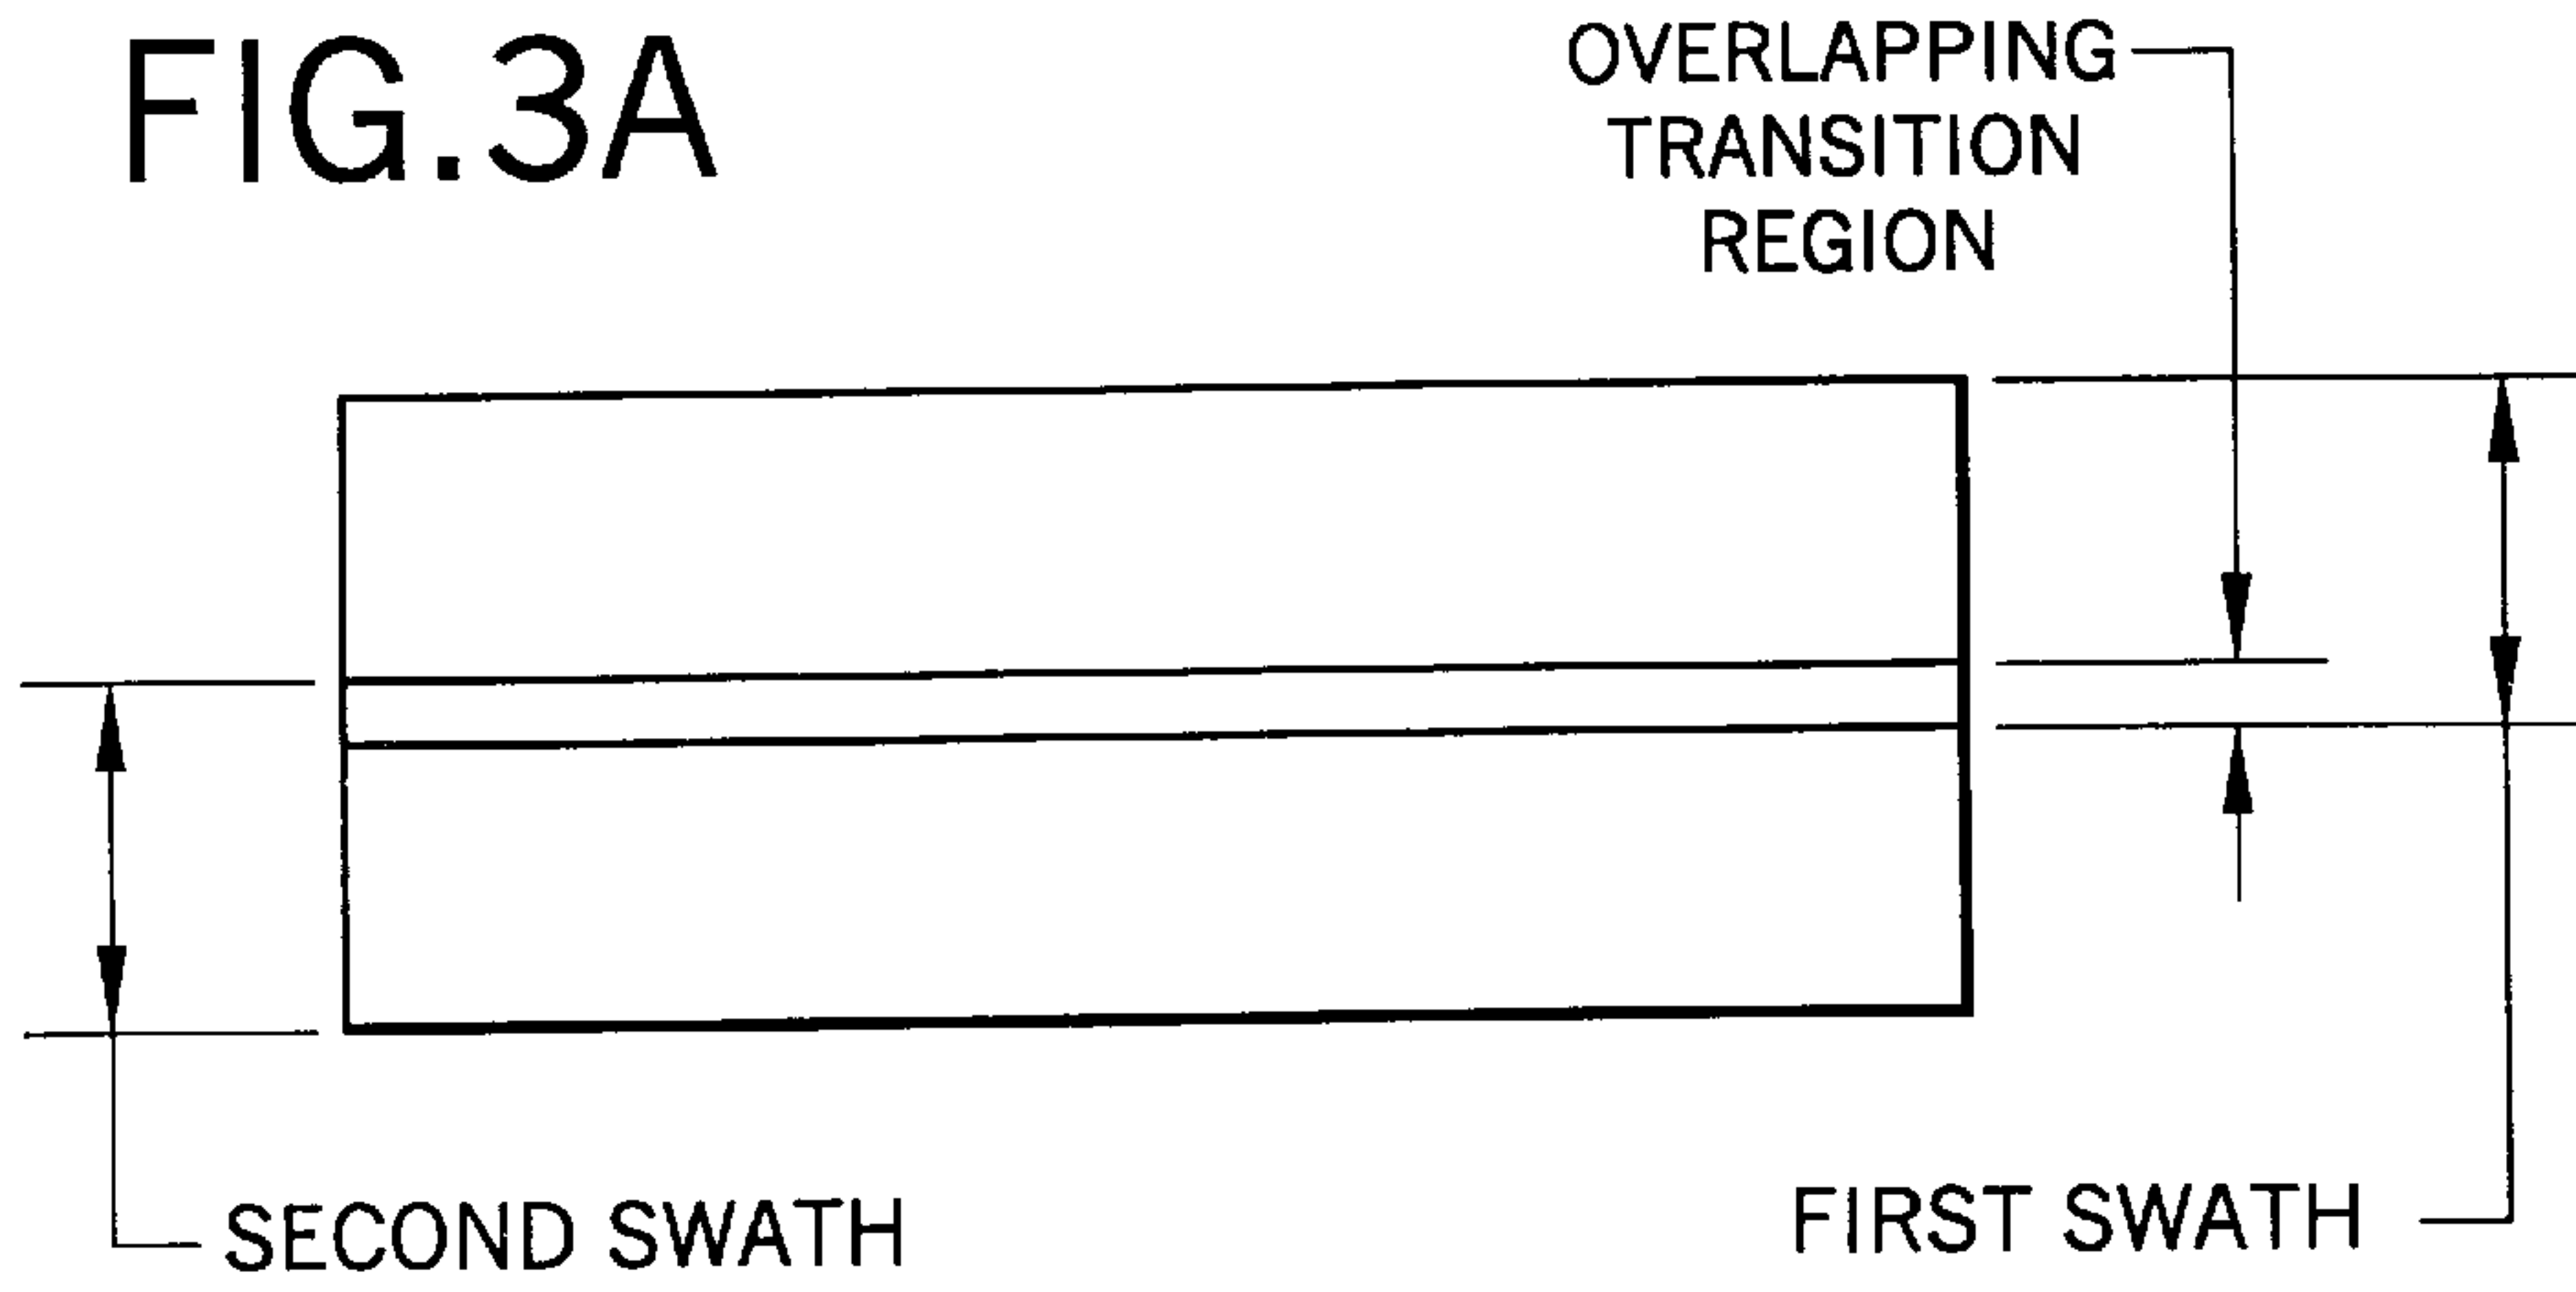 FIG.3A
OVERLAPPING
TRANSITION
REGION
SECOND SWATH
FIRST SWATH